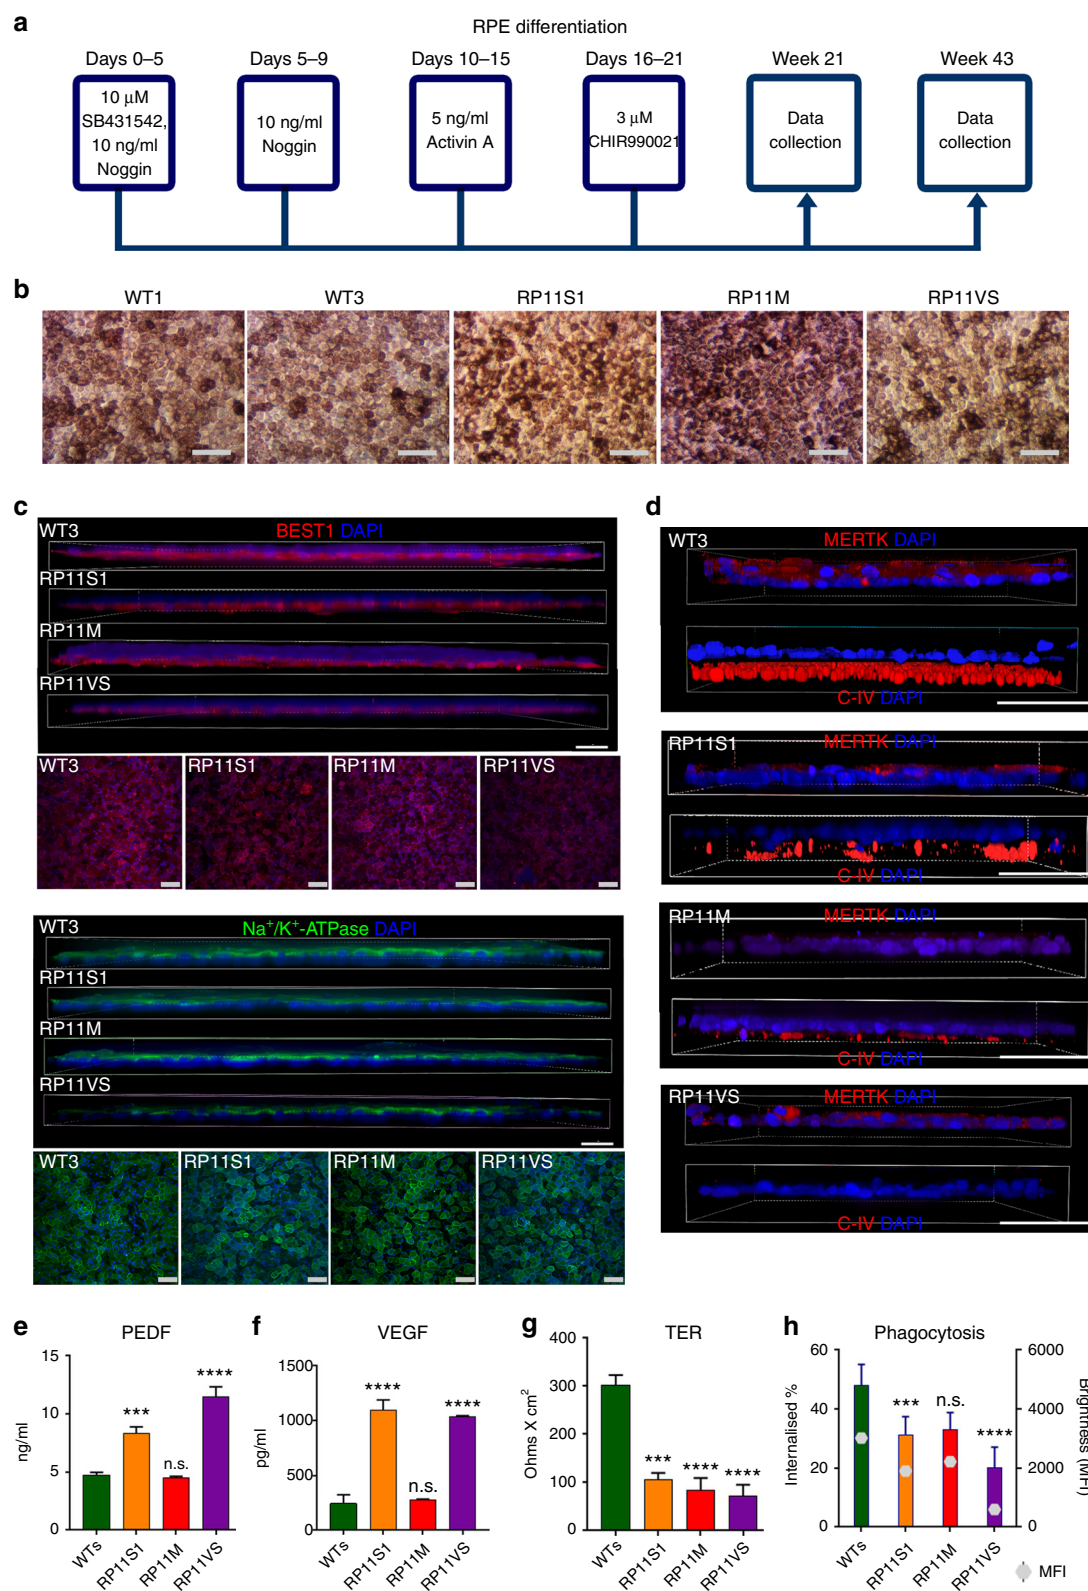 a
RPE differentiation
Days 0–5
Days 5–9
Days 10–15
Days 16–21
Week 21
Week 43
10 μM
SB431542,
10 ng/ml
Noggin
10 ng/ml
Noggin
5 ng/ml
Activin A
3 μM
CHIR990021
Data
collection
Data
collection
b
WT1
WT3
RP11S1
RP11M
RP11VS
c
WT3
BEST1 DAPI
RP11S1
RP11M
RP11VS
WT3
RP11S1
RP11M
RP11VS
WT3
Na⁺/K⁺-ATPase DAPI
RP11S1
RP11M
RP11VS
WT3
RP11S1
RP11M
RP11VS
d
WT3
MERTK DAPI
C-IV DAPI
RP11S1
MERTK DAPI
C-IV DAPI
RP11M
MERTK DAPI
C-IV DAPI
RP11VS
MERTK DAPI
C-IV DAPI
e
PEDF
15
10
5
0
ng/ml
***
n.s.
****
WTs
RP11S1
RP11M
RP11VS
f
VEGF
1500
1000
500
0
pg/ml
****
n.s.
****
WTs
RP11S1
RP11M
RP11VS
g
TER
400
300
200
100
0
Ohms X cm²
***
****
****
WTs
RP11S1
RP11M
RP11VS
h
Phagocytosis
60
40
20
0
Internalised %
***
n.s.
****
6000
4000
2000
0
Brightness (MFI)
WTs
RP11S1
RP11M
RP11VS
MFI